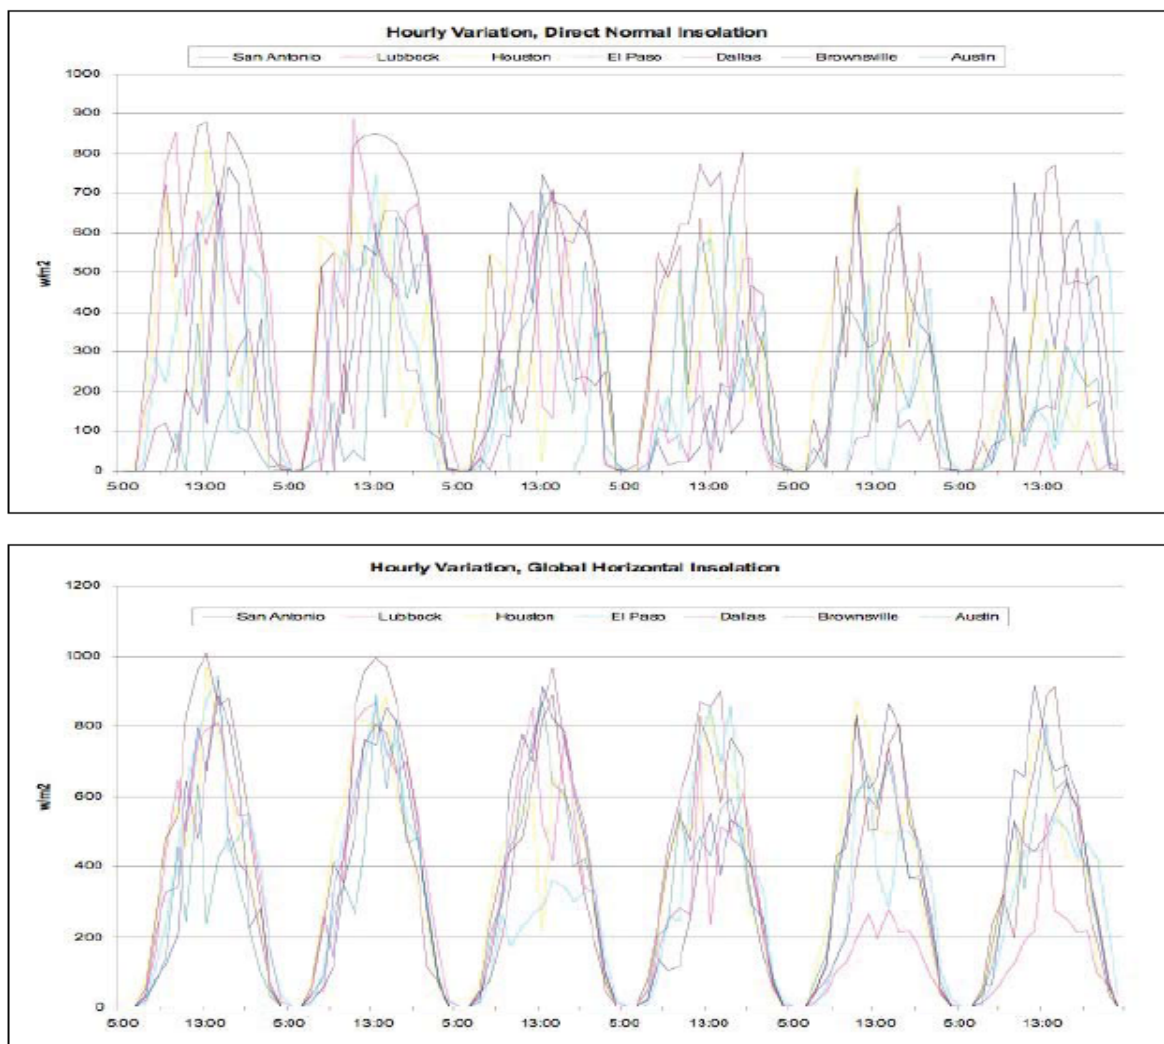 Hourly Variation, Direct Normal Insolation
San Antonio Lubbock Houston El Paso Dallas Brownsville Austin
1000
900
800
700
600
500
400
300
200
100
0
w/m2
5:00 13:00 5:00 13:00 5:00 13:00 5:00 13:00 5:00 13:00 5:00 13:00
Hourly Variation, Global Horizontal Insolation
1200
San Antonio Lubbock Houston El Paso Dallas Brownsville Austin
1000
800
600
400
200
0
w/m2
5:00 13:00 5:00 13:00 5:00 13:00 5:00 13:00 5:00 13:00 5:00 13:00